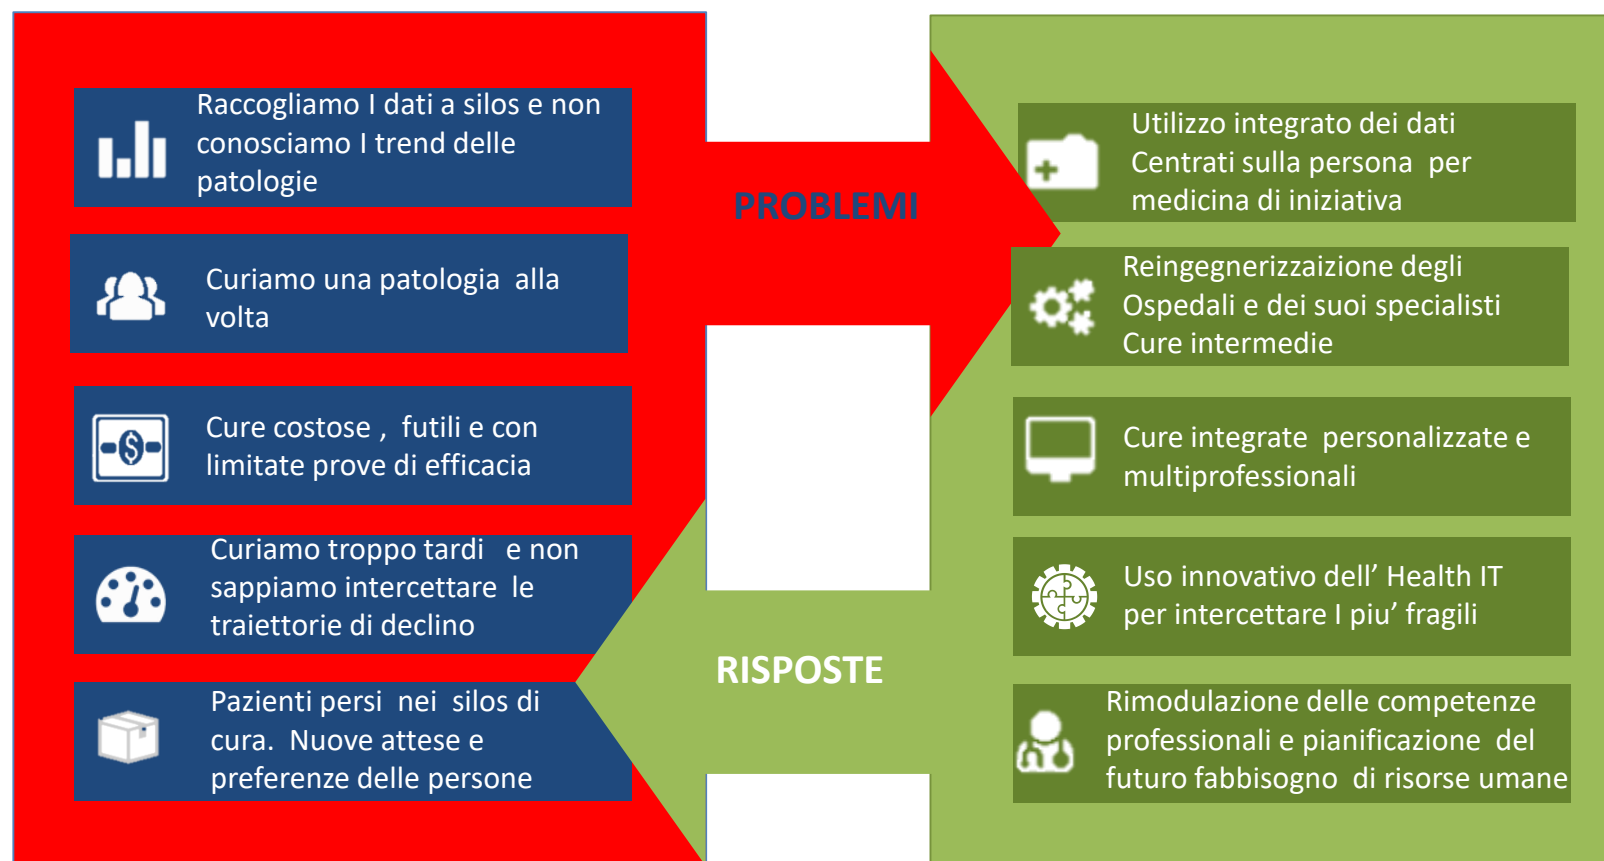 Raccogliamo I dati a silos e non
conosciamo I trend delle
patologie
Curiamo una patologia alla
volta
Cure costose , futili e con
limitate prove di efficacia
Curiamo troppo tardi e non
sappiamo intercettare le
traiettorie di declino
Pazienti persi nei silos di
cura. Nuove attese e
preferenze delle persone
PROBLEMI
RISPOSTE
Utilizzo integrato dei dati
Centrati sulla persona per
medicina di iniziativa
Reingegnerizzaizione degli
Ospedali e dei suoi specialisti
Cure intermedie
Cure integrate personalizzate e
multiprofessionali
Uso innovativo dell’ Health IT
per intercettare I piu’ fragili
Rimodulazione delle competenze
professionali e pianificazione del
futuro fabbisogno di risorse umane